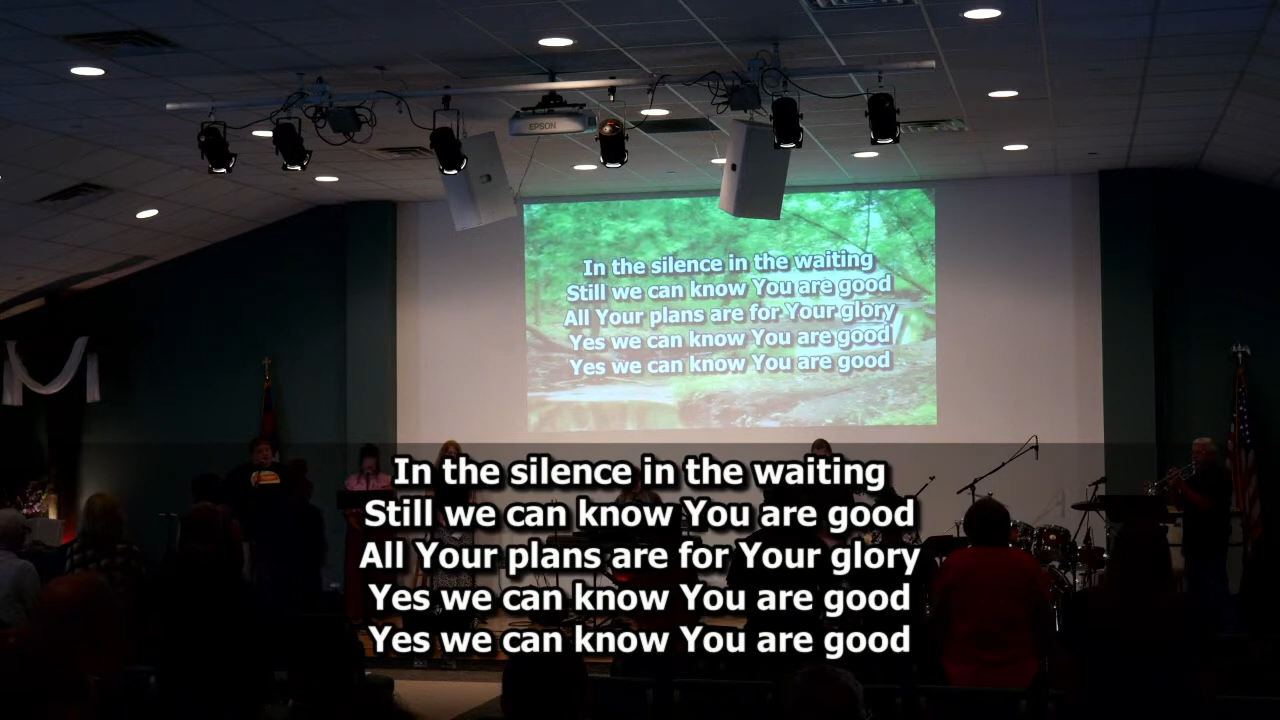 EPSON
In the silence in the waiting
Still we can know You are good
All Your plans are for Your glory
Yes we can know You are good
Yes we can know You are good
In the silence in the waiting
Still we can know You are good
All Your plans are for Your glory
Yes we can know You are good
Yes we can know You are good